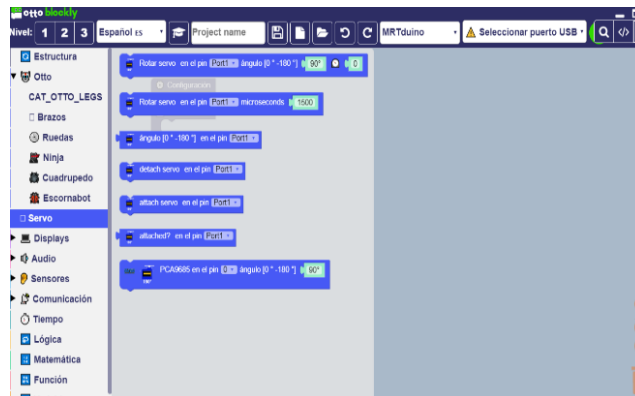 otto blockly
Nivel: 1 2 3 Español ES Project name MRTduino Seleccionar puerto USB
Estructura
Otto
CAT_OTTO_LEGS
Brazos
Ruedas
Ninja
Cuadrupedo
Escornabot
Servo
Displays
Audio
Sensores
Comunicación
Tiempo
Lógica
Matemática
Función
Rotar servo en el pin Port1 ángulo [0°-180°] 90° 0
Configuración
Rotar servo en el pin Port1 microseconds 1500
ángulo [0°-180°] en el pin Port1
detach servo en el pin Port1
attach servo en el pin Port1
attached? en el pin Port1
PCA9685 en el pin 0 ángulo [0°-180°] 90°